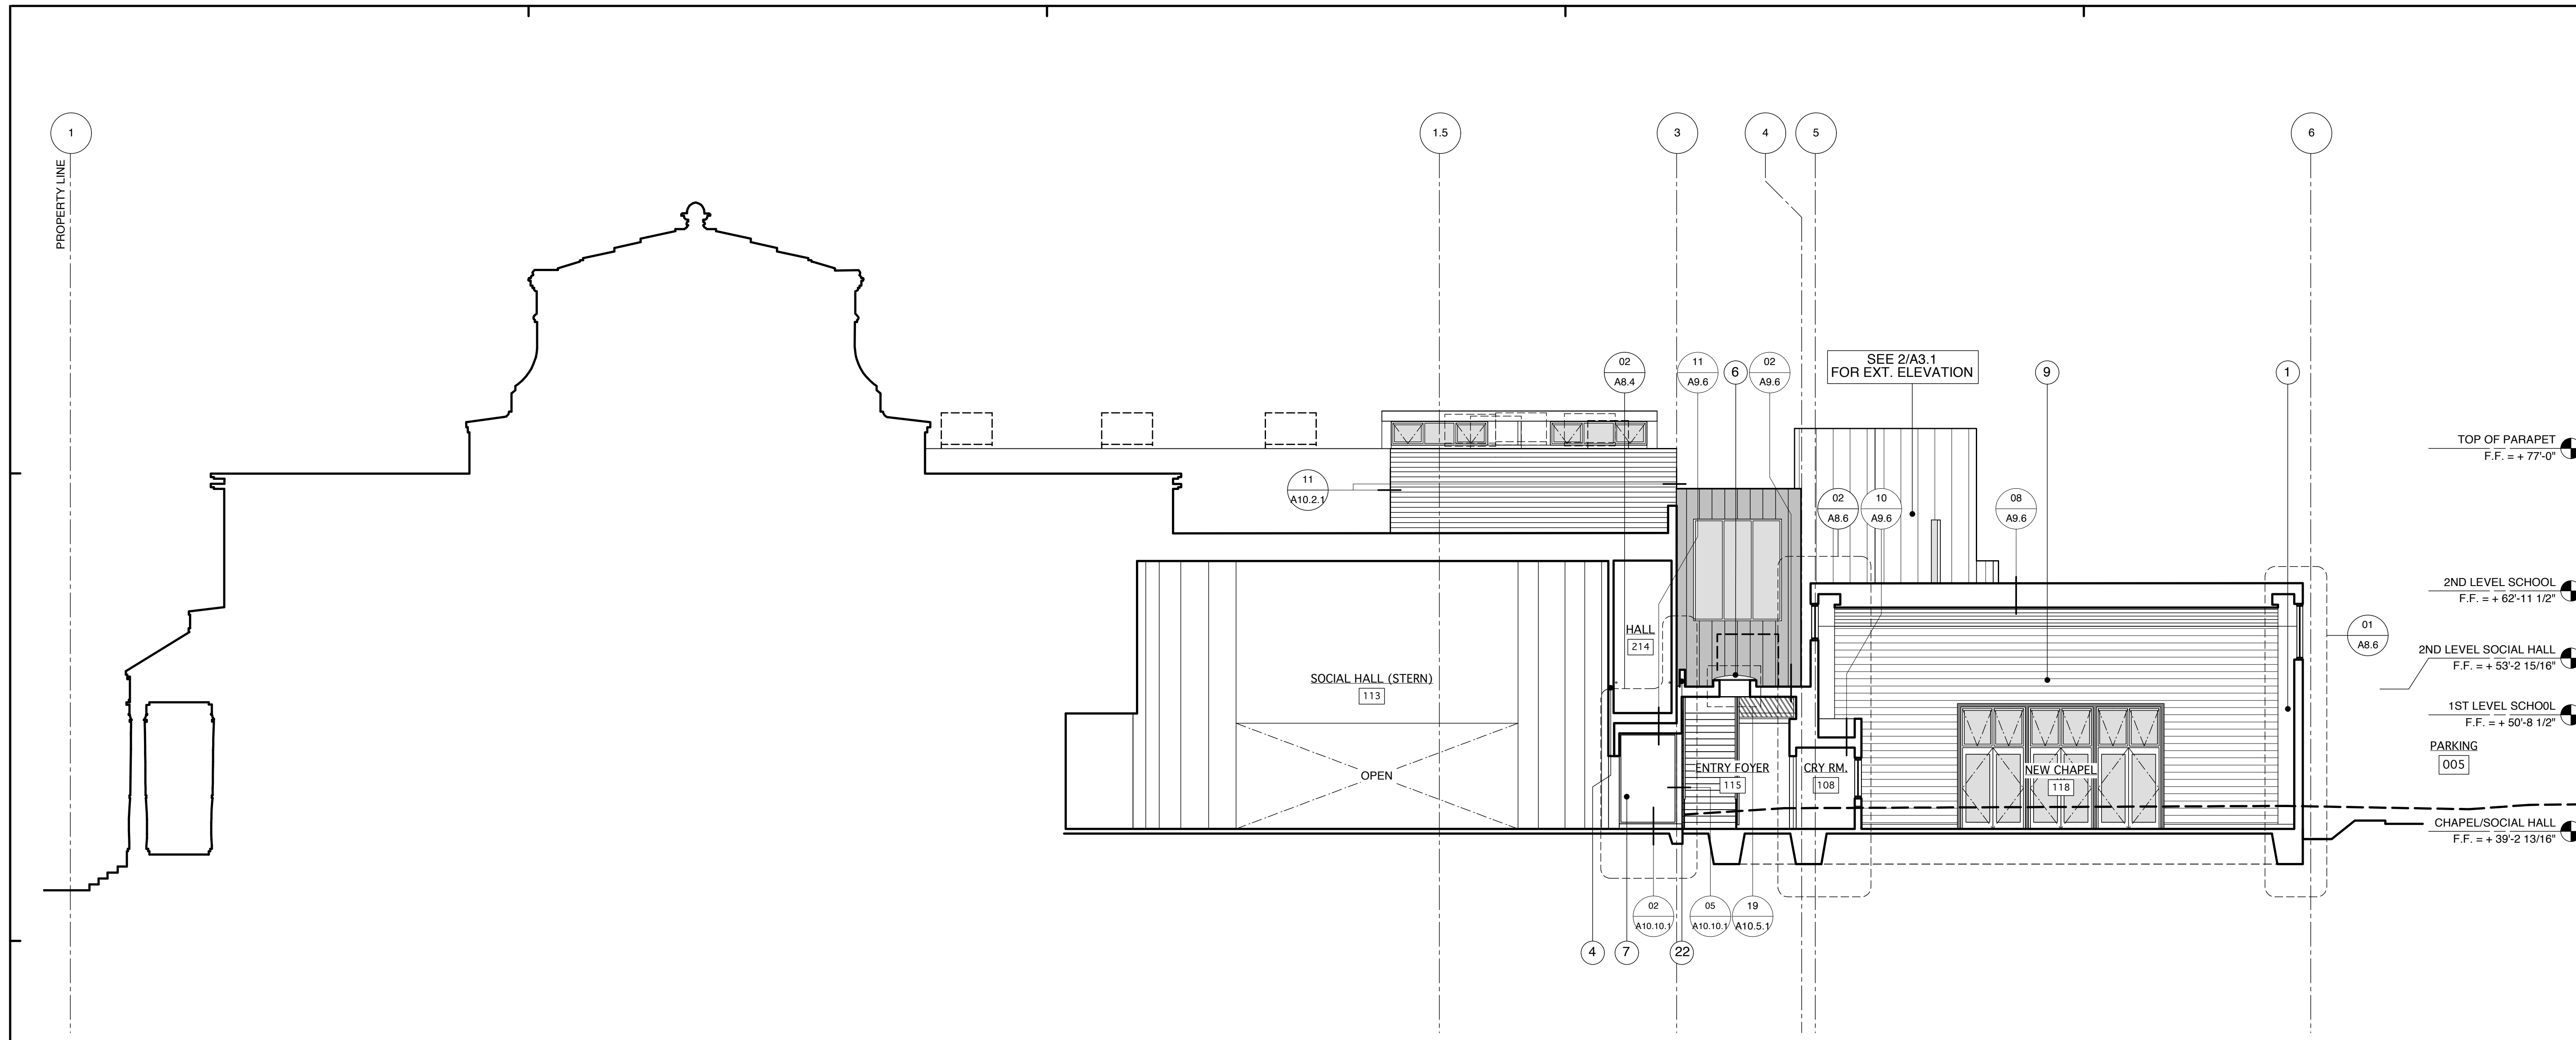 1
1.5
3
4
5
6
PROPERTY LINE
02
A8.4
11
A9.6
6
02
A9.6
SEE 2/A3.1
FOR EXT. ELEVATION
9
1
TOP OF PARAPET
F.F. = + 77'-0"
11
A10.2.1
02
A8.6
10
A9.6
08
A9.6
2ND LEVEL SCHOOL
F.F. = + 62'-11 1/2"
HALL
214
01
A8.6
2ND LEVEL SOCIAL HALL
F.F. = + 53'-2 15/16"
SOCIAL HALL (STERN)
113
1ST LEVEL SCHO0L
F.F. = + 50'-8 1/2"
PARKING
005
OPEN
ENTRY FOYER
115
CRY RM.
108
NEW CHAPEL
118
CHAPEL/SOCIAL HALL
F.F. = + 39'-2 13/16"
02
A10.10.1
05
A10.10.1
19
A10.5.1
4
7
22